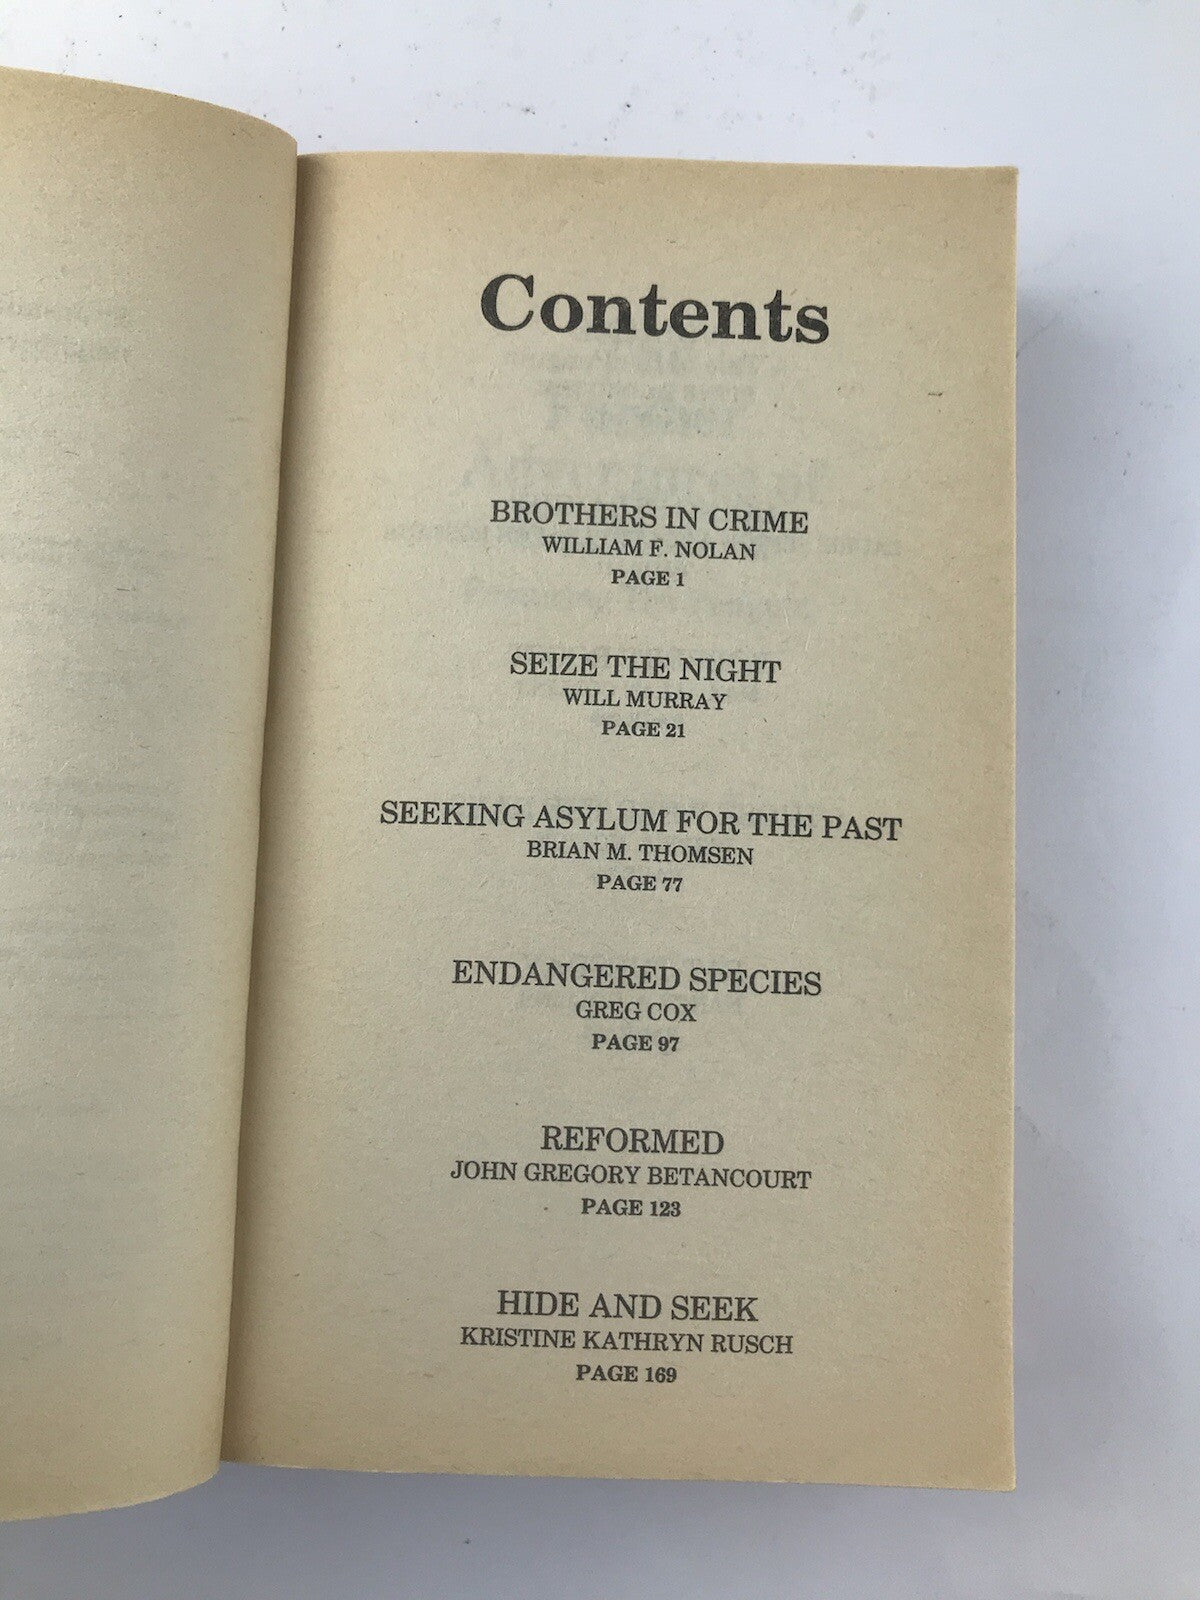 Contents
BROTHERS IN CRIME
WILLIAM F. NOLAN
PAGE 1
SEIZE THE NIGHT
WILL MURRAY
PAGE 21
SEEKING ASYLUM FOR THE PAST
BRIAN M. THOMSEN
PAGE 77
ENDANGERED SPECIES
GREG COX
PAGE 97
REFORMED
JOHN GREGORY BETANCOURT
PAGE 123
HIDE AND SEEK
KRISTINE KATHRYN RUSCH
PAGE 169